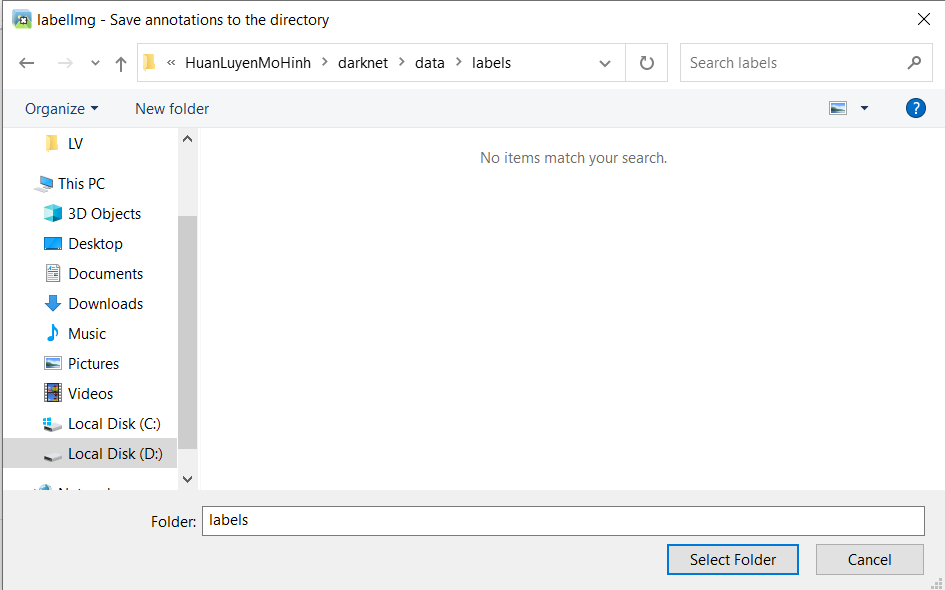 labelImg - Save annotations to the directory
« HuanLuyenMoHinh > darknet > data > labels
Search labels
Organize
New folder
?
LV
This PC
3D Objects
Desktop
Documents
Downloads
Music
Pictures
Videos
Local Disk (C:)
Local Disk (D:)
No items match your search.
Folder: labels
Select Folder
Cancel